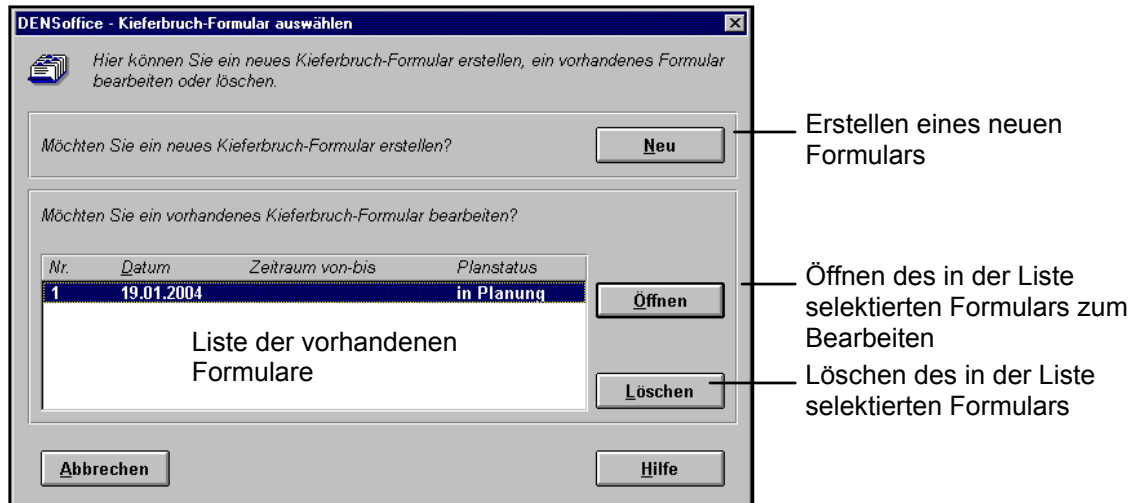 DENSoffice - Kieferbruch-Formular auswählen
Hier können Sie ein neues Kieferbruch-Formular erstellen, ein vorhandenes Formular
bearbeiten oder löschen.
Möchten Sie ein neues Kieferbruch-Formular erstellen?
Neu
Erstellen eines neuen
Formulars
Möchten Sie ein vorhandenes Kieferbruch-Formular bearbeiten?
Nr. Datum Zeitraum von-bis Planstatus
1 19.01.2004 in Planung
Liste der vorhandenen
Formulare
Öffnen
Öffnen des in der Liste
selektierten Formulars zum
Bearbeiten
Löschen
Löschen des in der Liste
selektierten Formulars
Abbrechen
Hilfe